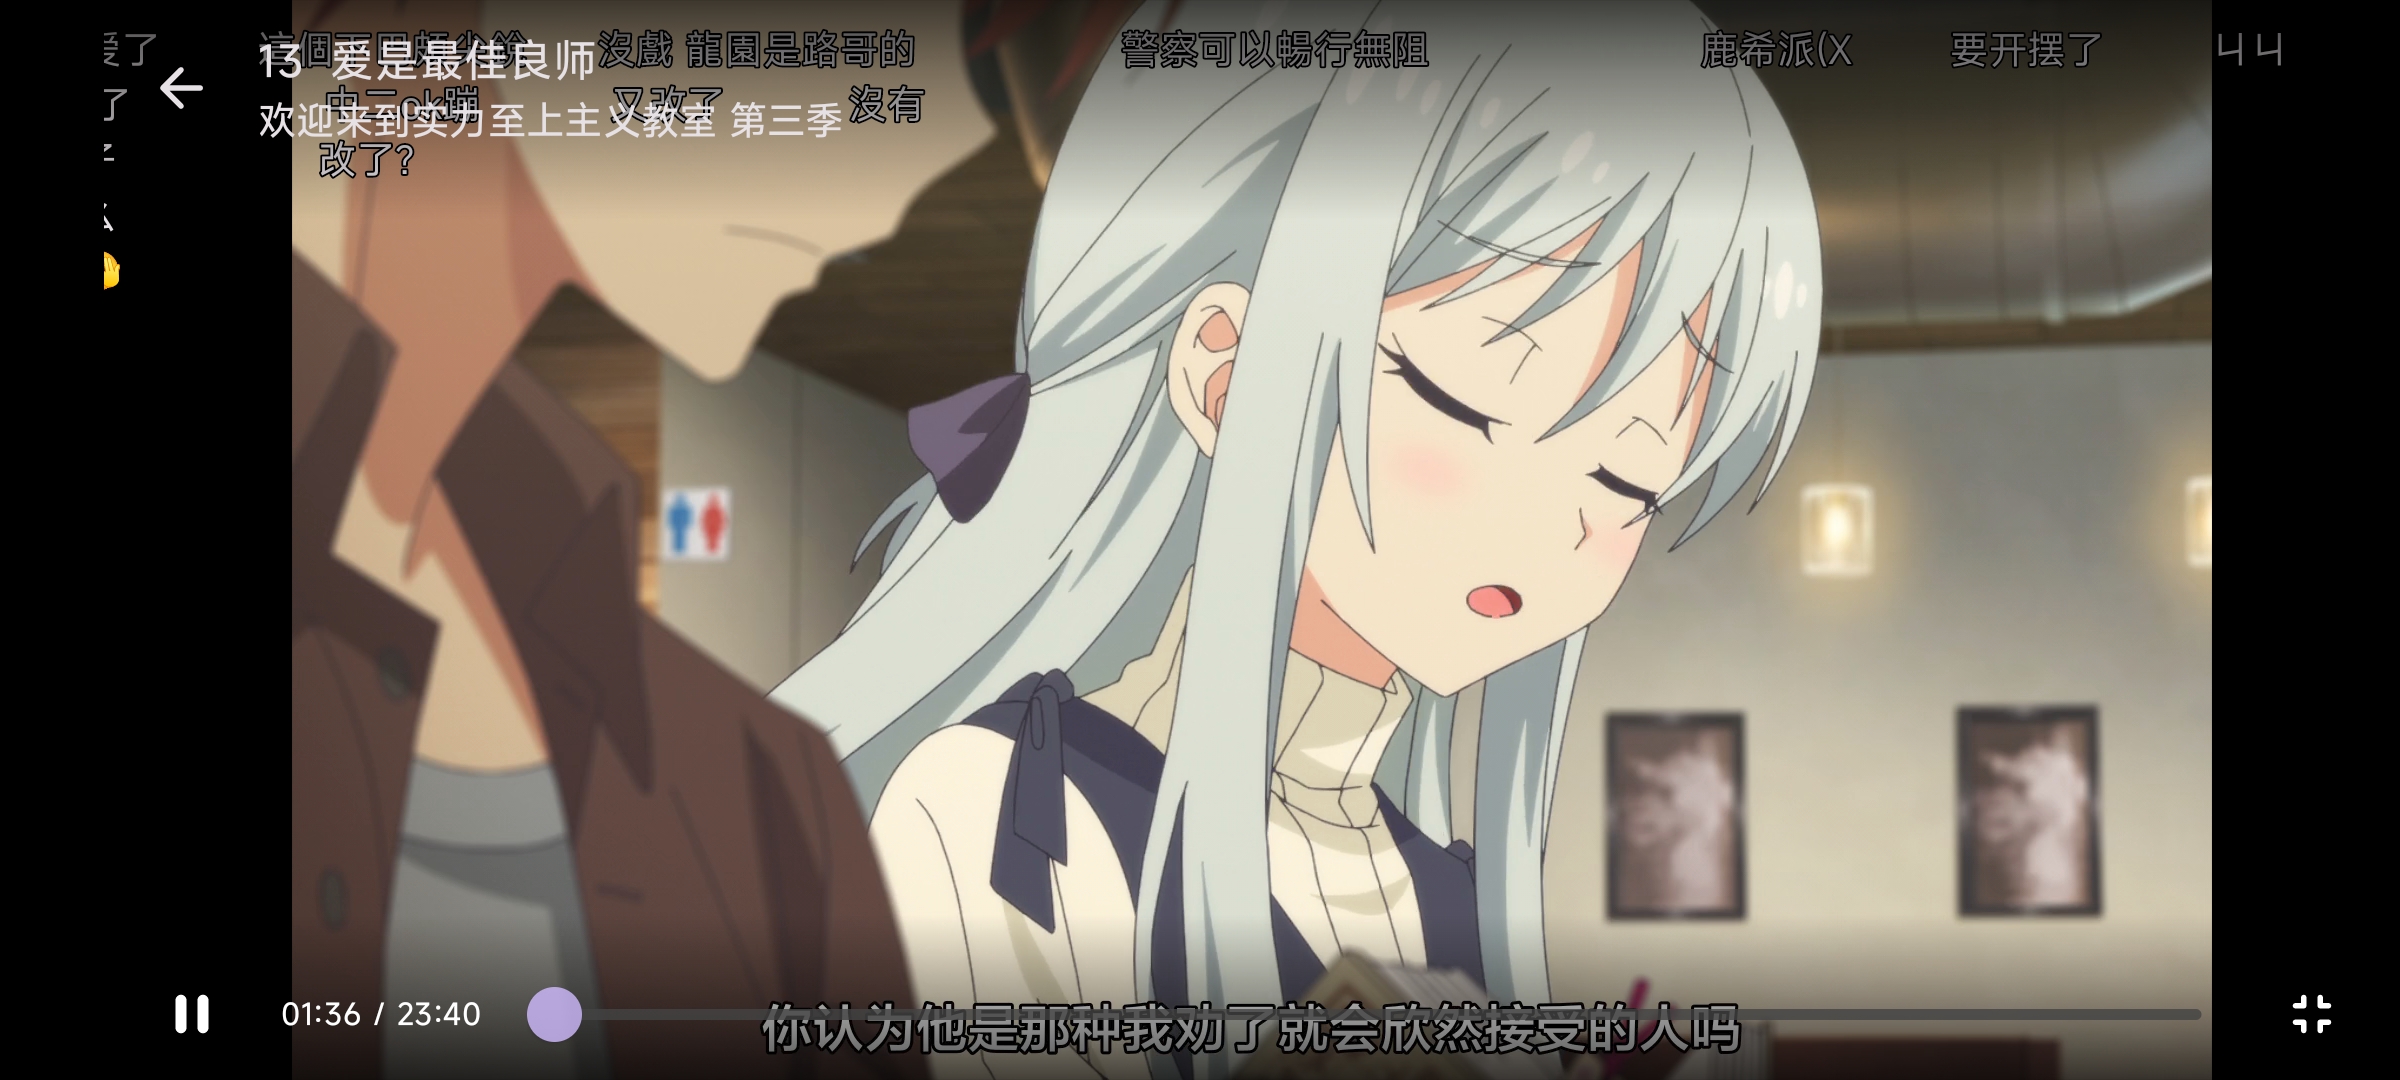 爱了
沒戲 龍園是路哥的
警察可以暢行無阻
鹿希派(X
要开摆了
13 爱是最佳良师
了
又改了
沒有
欢迎来到实力至上主义教室 第三季
改了?
01:36 / 23:40
你认为他是那种我劝了就会欣然接受的人吗